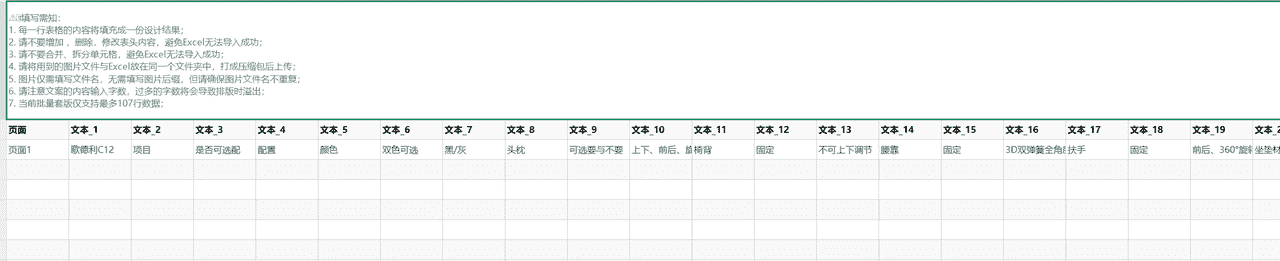 ⚠️填写需知:
1. 每一行表格的内容将填充成一份设计结果;
2. 请不要增加, 删除, 修改表头内容, 避免Excel无法导入成功;
3. 请不要合并、拆分单元格, 避免Excel无法导入成功;
4. 请将用到的图片文件与Excel放在同一个文件夹中, 打成压缩包后上传;
5. 图片仅需填写文件名, 无需填写图片后缀, 但请确保图片文件名不重复;
6. 请注意文案的内容输入字数, 过多的字数将会导致排版时溢出;
7. 当前批量套版仅支持最多107行数据;
页面 文本_1 文本_2 文本_3 文本_4 文本_5 文本_6 文本_7 文本_8 文本_9 文本_10 文本_11 文本_12 文本_13 文本_14 文本_15 文本_16 文本_17 文本_18 文本_19 文本_2
页面1 歌德利C12 项目 是否可选配 配置 颜色 双色可选 黑/灰 头枕 可选要与不要 上下、前后、 椅背 固定 不可上下调节 腰靠 固定 3D双弹簧全角 扶手 固定 前后、360°旋 坐垫材